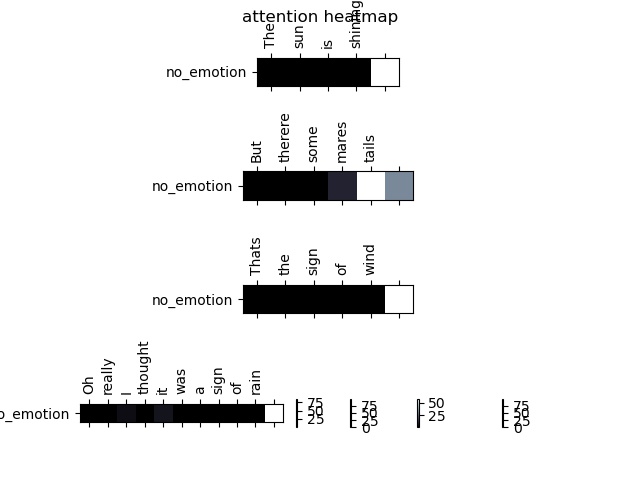 attention heatmap
The sun is shining
no_emotion
But therere some mares tails
no_emotion
Thats the sign of wind
no_emotion
Oh really I thought it was a sign of rain
o_emotion
75 50 25
75 50 25 0
50 25
75 50 25 0